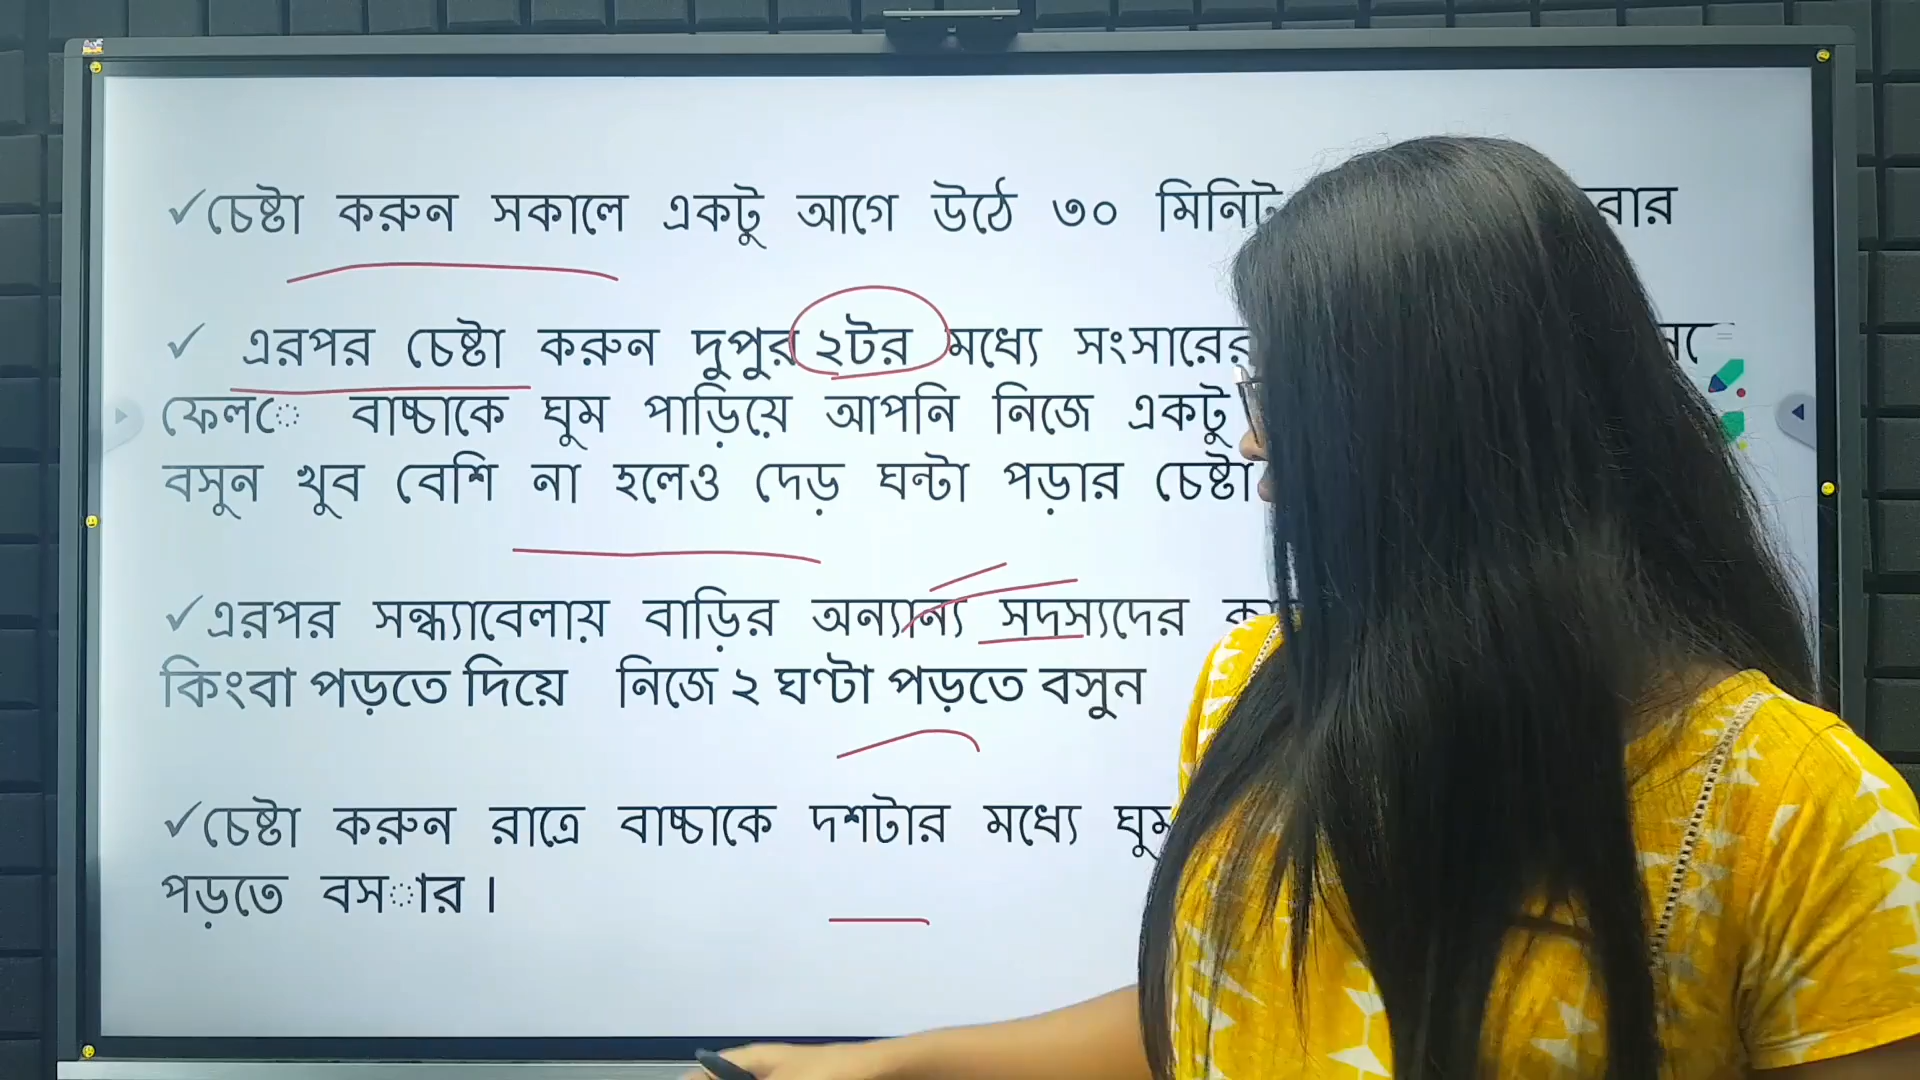 ✓চেষ্টা করুন সকালে একটু আগে উঠে ৩০ মিনিট
✓ এরপর চেষ্টা করুন দুপুর ২টর মধ্যে সংসারের
ফেলে বাচ্চাকে ঘুম পাড়িয়ে আপনি নিজে একটু
বসুন খুব বেশি না হলেও দেড় ঘন্টা পড়ার চেষ্টা
✓এরপর সন্ধ্যাবেলায় বাড়ির অন্যান্য সদস্যদের
কিংবা পড়তে দিয়ে নিজে ২ ঘণ্টা পড়তে বসুন
✓চেষ্টা করুন রাত্রে বাচ্চাকে দশটার মধ্যে ঘুম
পড়তে বসার।